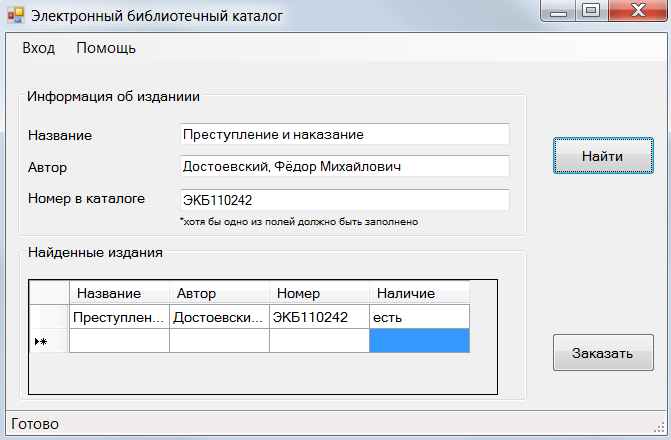 Электронный библиотечный каталог
Вход Помощь
Информация об изданиии
Название Преступление и наказание
Найти
Автор Достоевский, Фёдор Михайлович
Номер в каталоге ЭКБ110242
*хотя бы одно из полей должно быть заполнено
Найденные издания
Название Автор Номер Наличие
Преступлен... Достоевски... ЭКБ110242 есть
Заказать
Готово